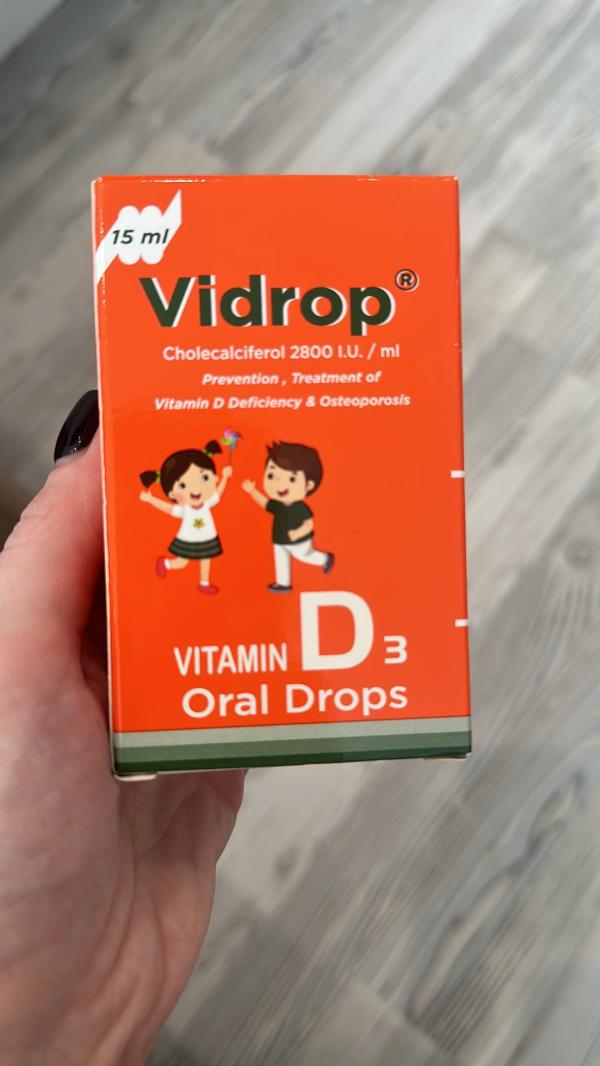 15 ml
Vidrop®
Cholecalciferol 2800 I.U. / ml
Prevention , Treatment of
Vitamin D Deficiency & Osteoporosis
VITAMIN D3
Oral Drops